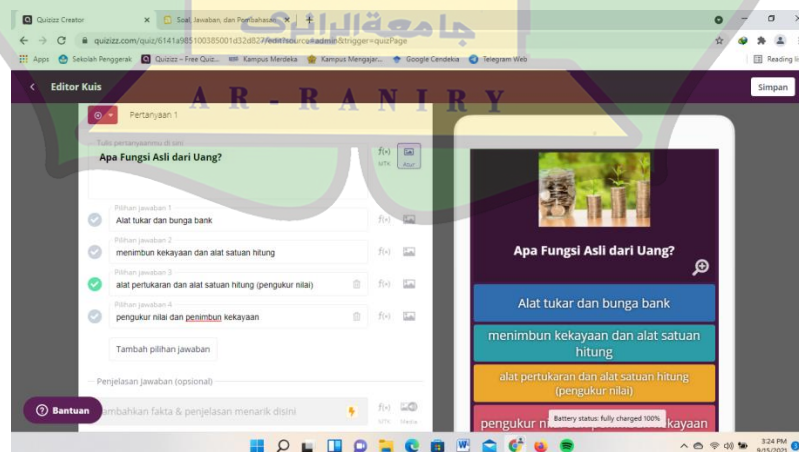 Quizizz Creator
Soal, Jawaban, dan Pembahasan
جامعة الرانري
quizizz.com/quiz/6141a985100385001d32d827/edit?source=admin&trigger=quizPage
Apps Sekolah Penggerak Quizizz – Free Quiz... Kampus Merdeka Kampus Mengajar... Google Cendekia Telegram Web Reading li
Editor Kuis
Simpan
AR-RANIRY
Pertanyaan 1
Tulis pertanyaanmu di sini
Apa Fungsi Asli dari Uang?
f(x)
MTK Atur
Pilihan jawaban 1
Alat tukar dan bunga bank
f(x)
Pilihan jawaban 2
menimbun kekayaan dan alat satuan hitung
f(x)
Pilihan jawaban 3
alat pertukaran dan alat satuan hitung (pengukur nilai)
f(x)
Pilihan jawaban 4
pengukur nilai dan penimbun kekayaan
f(x)
Tambah pilihan jawaban
Penjelasan Jawaban (opsional)
Bantuan
ambahkan fakta & penjelasan menarik disini
f(x)
MTK Media
Apa Fungsi Asli dari Uang?
Alat tukar dan bunga bank
menimbun kekayaan dan alat satuan
hitung
alat pertukaran dan alat satuan hitung
(pengukur nilai)
pengukur n
kayaan
Battery status: fully charged 100%
3:24 PM
9/15/2021